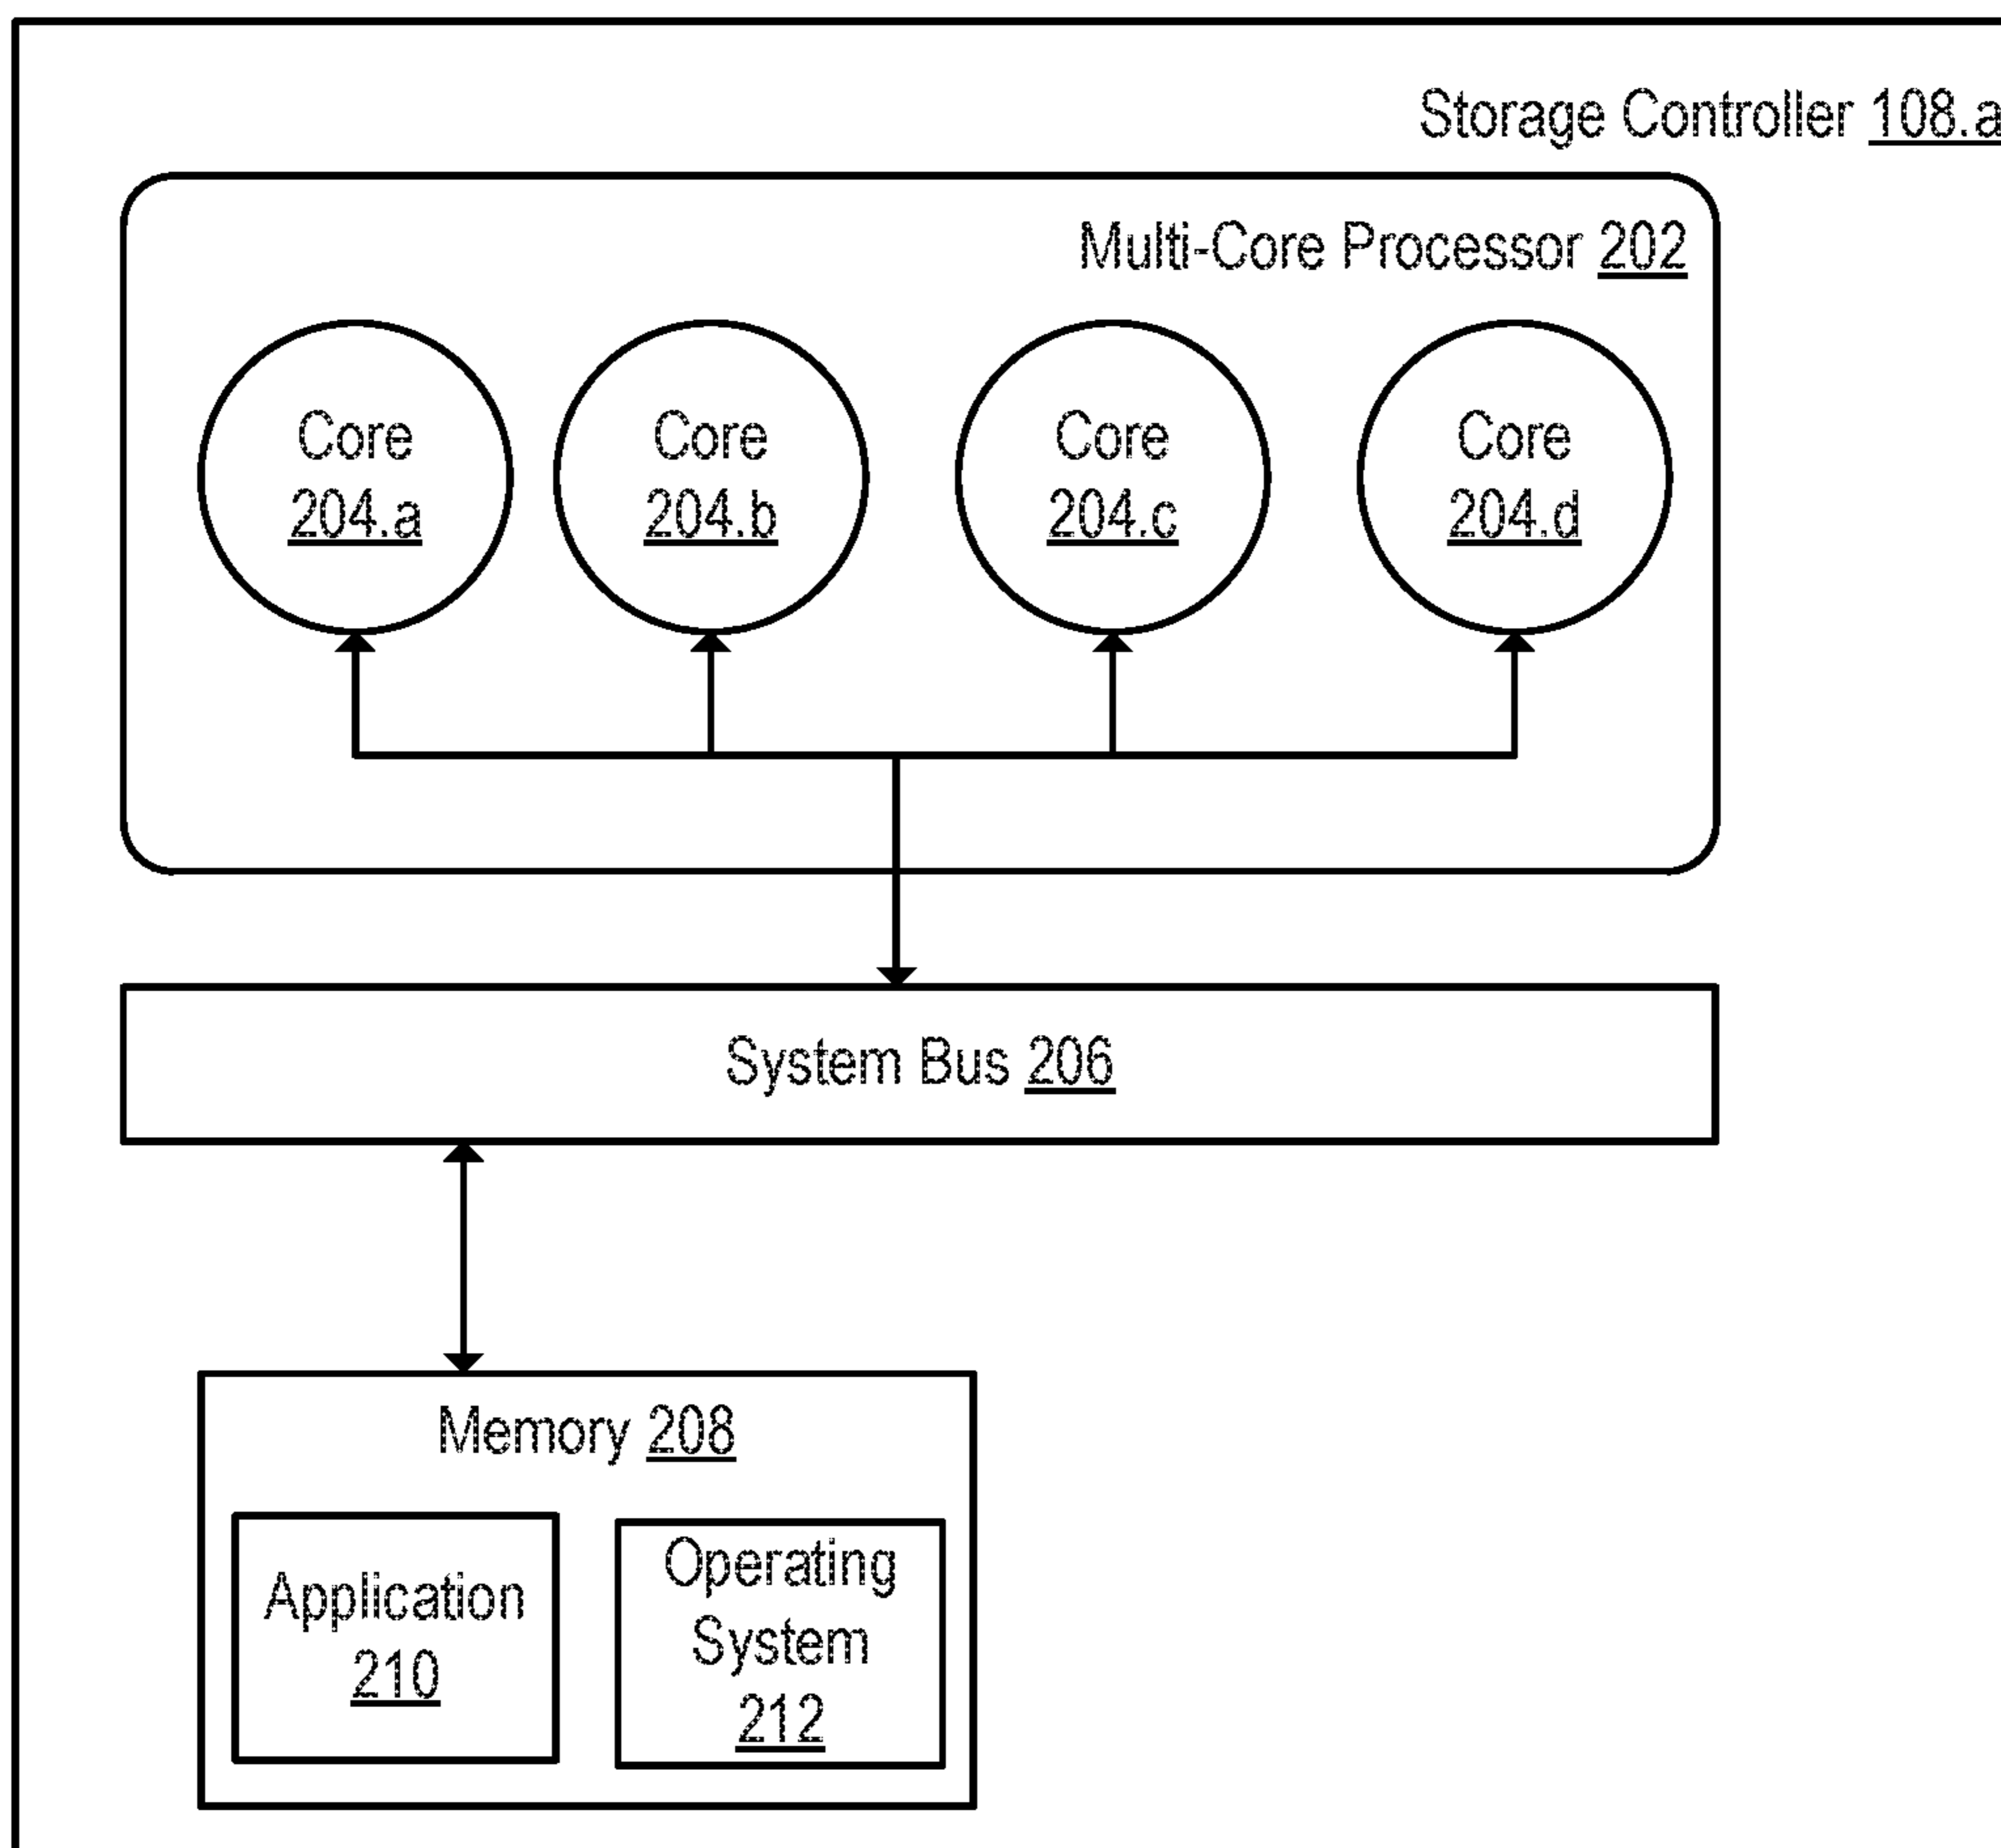 Storage Controller 108.a
Multi-Core Processor 202
Core
204.a
Core
204.b
Core
204.c
Core
204.d
System Bus 206
Memory 208
Application
210
Operating
System
212